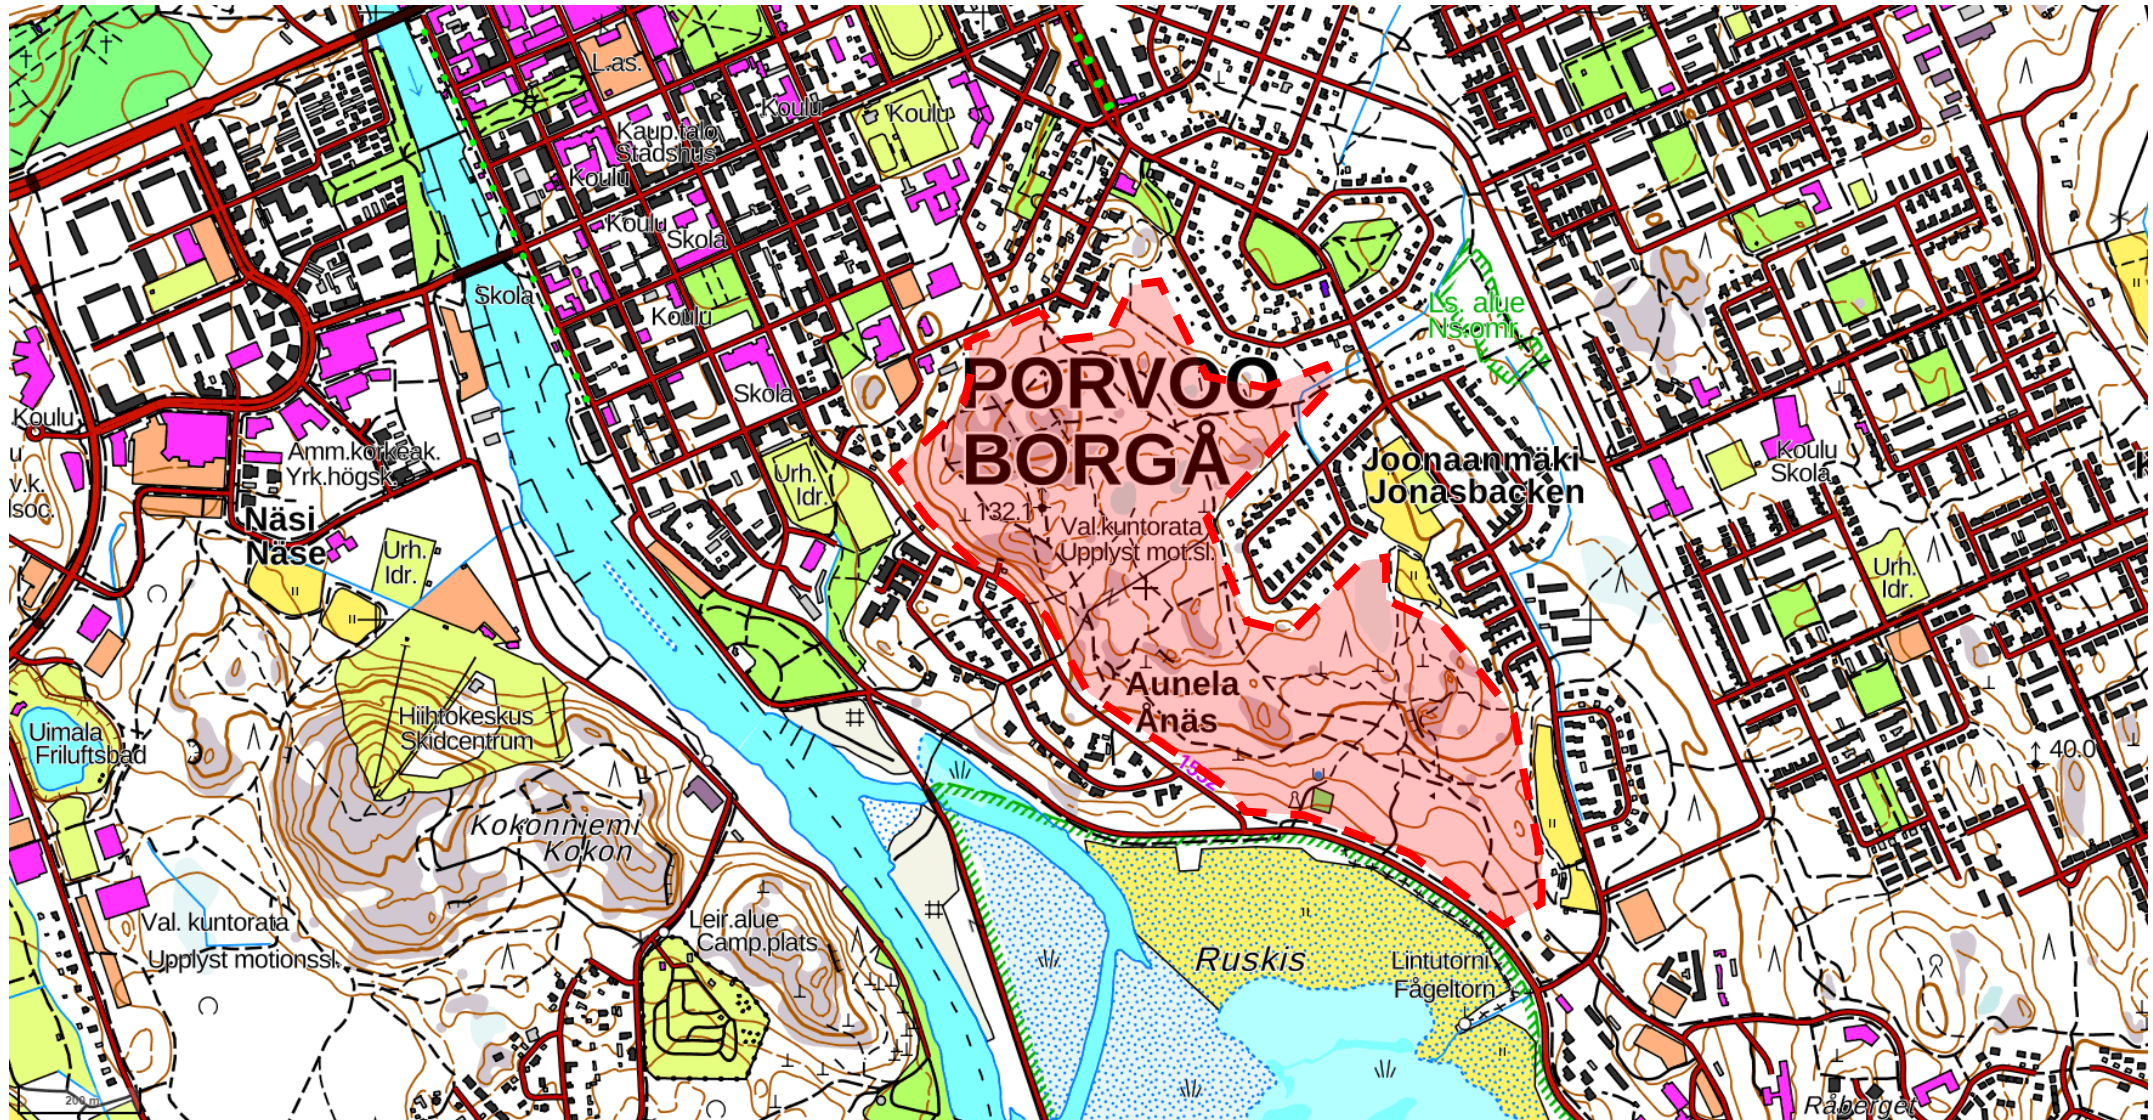 L.as.
Koulu
Koulu
Kaup.talo
Stadshus
Koulu
Koulu
Skola
Skola
Koulu
Ls. alue
Ns.omr.
PORVOO
BORGÅ
Skola
Koulu
Amm.korkeak.
Yrk.högsk.
Urh.
Idr.
Joonaanmäki
Jonasbacken
Koulu
Skola
v.k.
Näsi
Näse
132.1
Val.kuntorata
Upplyst mot.sl.
Urh.
Idr.
Urh.
Idr.
Aunela
Ånäs
Hiihtokeskus
Skidcentrum
Uimala
Friluftsbad
1532
40.0
Kokonniemi
Kokon
Val. kuntorata
Upplyst motionssl.
Leir.alue
Camp.plats
Ruskis
Lintutorni
Fågeltorn
200 m
Råberget